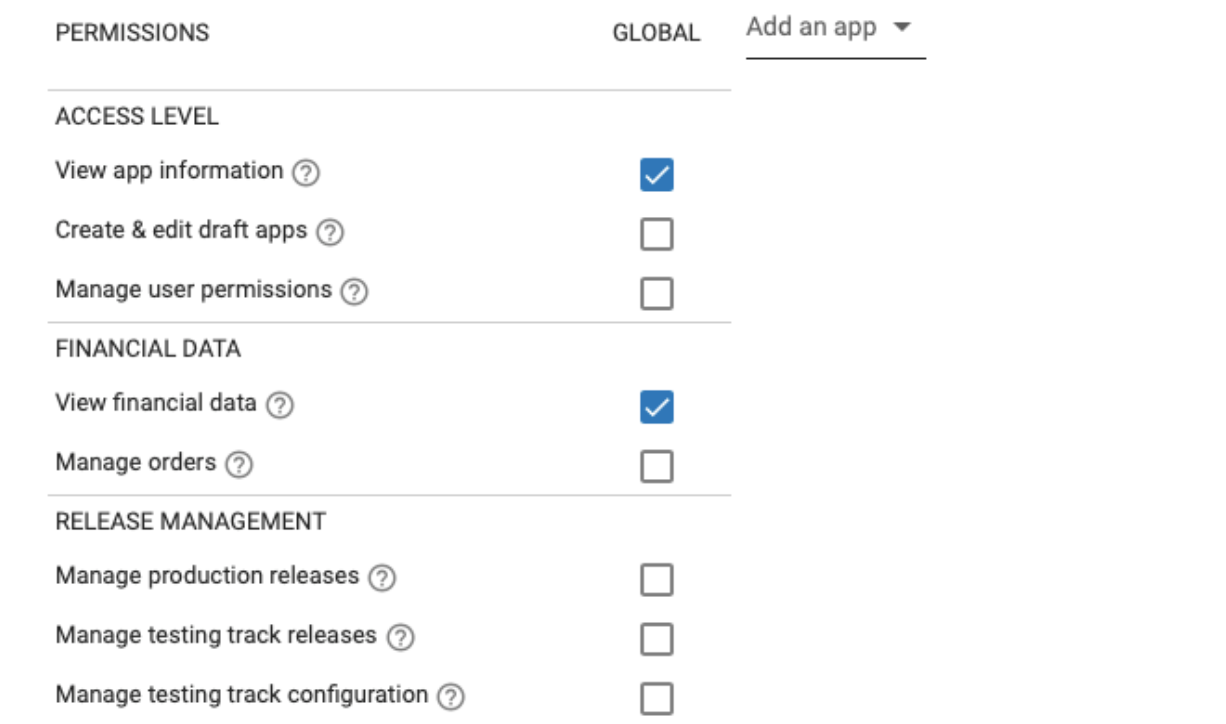 PERMISSIONS GLOBAL Add an app
ACCESS LEVEL
View app information ?
Create & edit draft apps ?
Manage user permissions ?
FINANCIAL DATA
View financial data ?
Manage orders ?
RELEASE MANAGEMENT
Manage production releases ?
Manage testing track releases ?
Manage testing track configuration ?